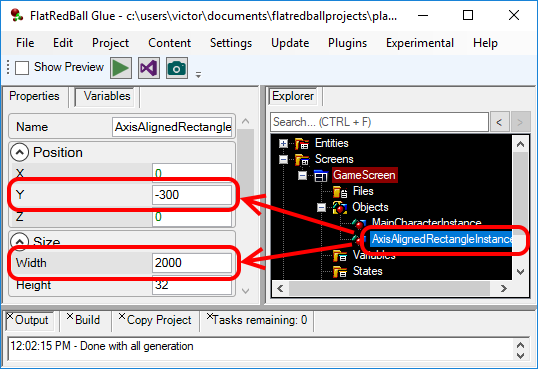 FlatRedBall Glue - c:\users\victor\documents\flatredballprojects\pla...
File Edit Project Content Settings Update Plugins Experimental Help
Show Preview
Properties Variables
Name AxisAlignedRectangle
Position
X 0
Y -300
Z 0
Size
Width 2000
Height 32
Explorer
Search... (CTRL + F) < >
Entities
Screens
GameScreen
Files
Objects
MainCharacterInstance
AxisAlignedRectangleInstance
Variables
States
Output Build Copy Project Tasks remaining: 0
12:02:15 PM - Done with all generation